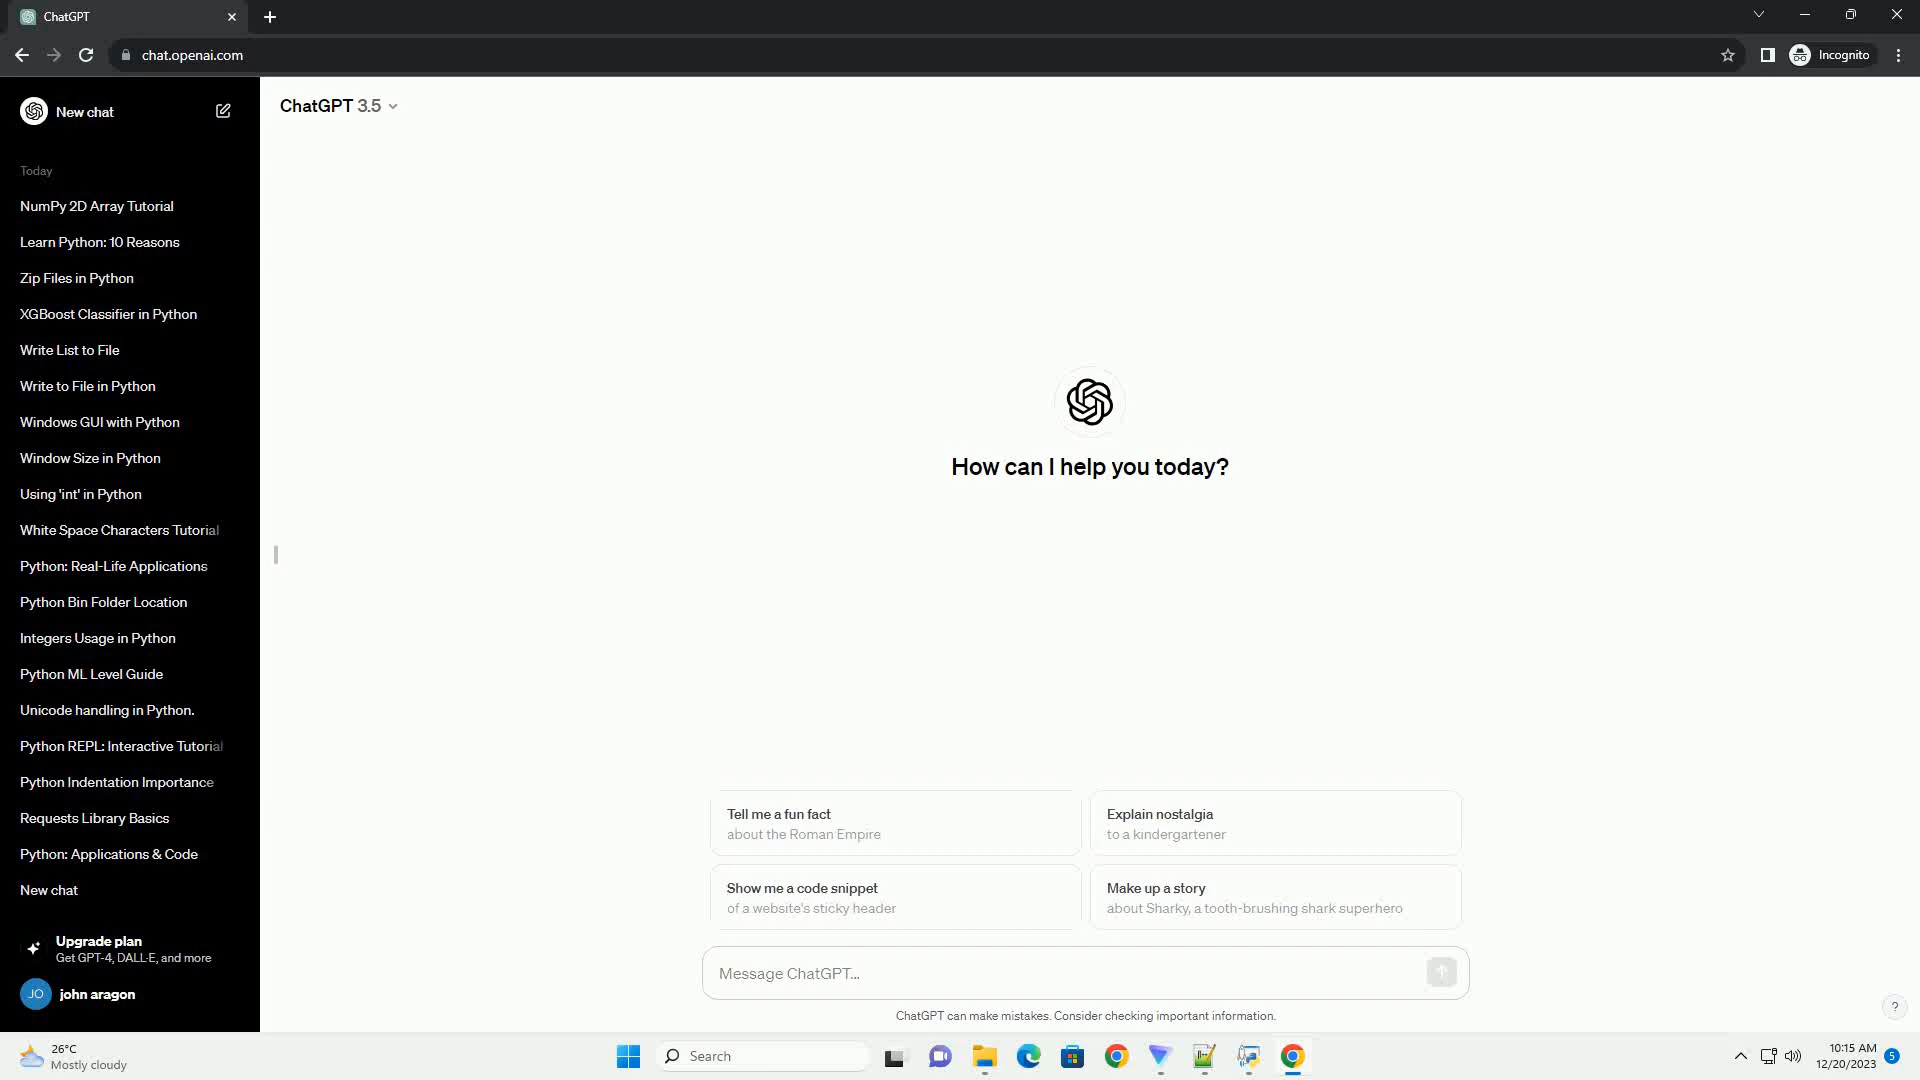 ChatGPT
chat.openai.com
Incognito
New chat
ChatGPT 3.5
Today
NumPy 2D Array Tutorial
Learn Python: 10 Reasons
Zip Files in Python
XGBoost Classifier in Python
Write List to File
Write to File in Python
Windows GUI with Python
Window Size in Python
Using 'int' in Python
White Space Characters Tutorial
Python: Real-Life Applications
Python Bin Folder Location
Integers Usage in Python
Python ML Level Guide
Unicode handling in Python.
Python REPL: Interactive Tutorial
Python Indentation Importance
Requests Library Basics
Python: Applications & Code
New chat
Upgrade plan
Get GPT-4, DALL·E, and more
JO john aragon
How can I help you today?
Tell me a fun fact
about the Roman Empire
Explain nostalgia
to a kindergartener
Show me a code snippet
of a website's sticky header
Make up a story
about Sharky, a tooth-brushing shark superhero
Message ChatGPT...
ChatGPT can make mistakes. Consider checking important information.
?
26°C
Mostly cloudy
Search
10:15 AM
12/20/2023
5